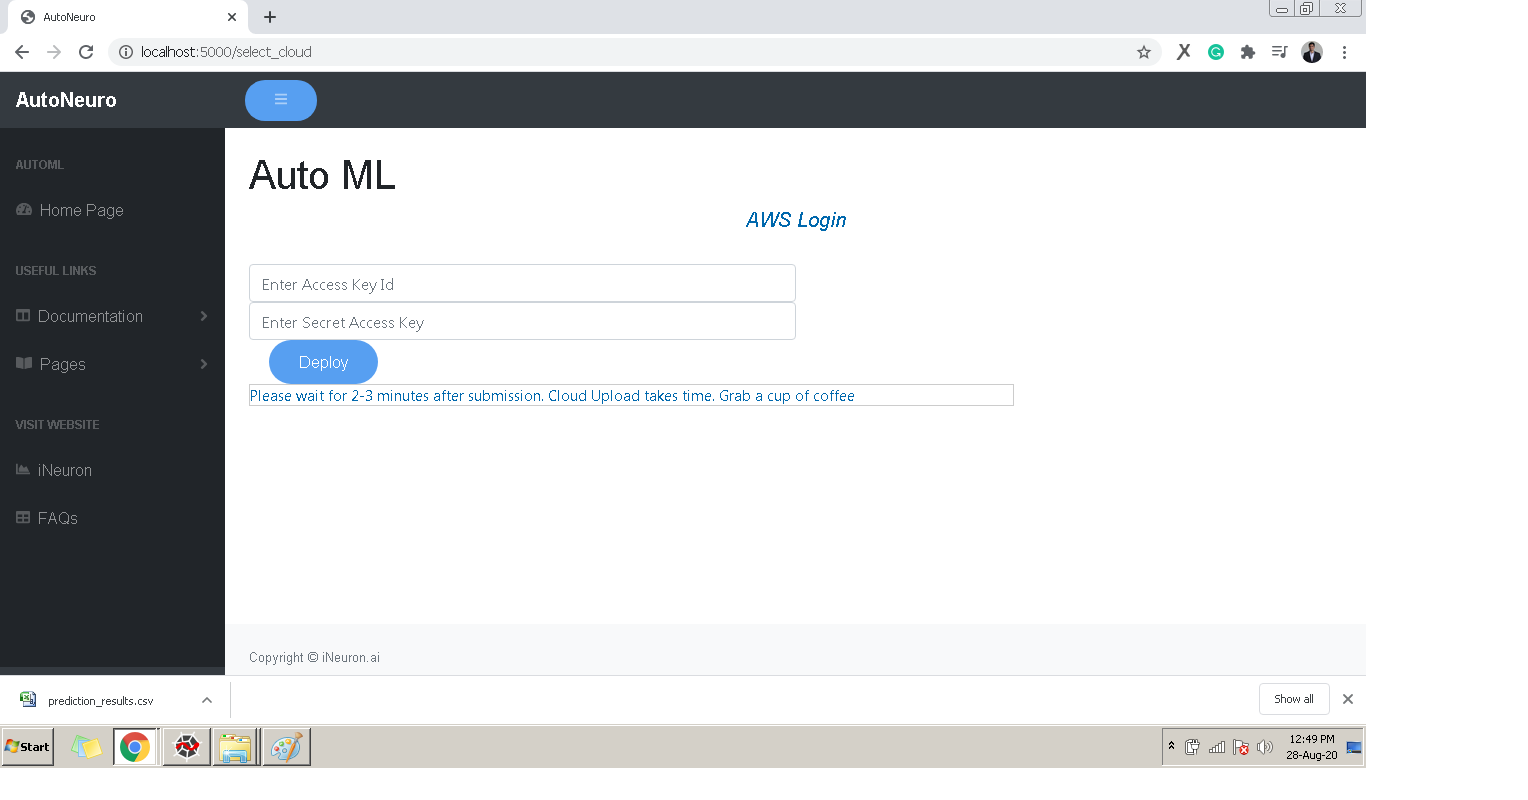 AutoNeuro
localhost:5000/select_cloud
AutoNeuro
AUTOML
Home Page
USEFUL LINKS
Documentation
Pages
VISIT WEBSITE
iNeuron
FAQs
Auto ML
AWS Login
Enter Access Key Id
Enter Secret Access Key
Deploy
Please wait for 2-3 minutes after submission. Cloud Upload takes time. Grab a cup of coffee
Copyright © iNeuron.ai
prediction_results.csv
Show all
Start
12:49 PM
28-Aug-20